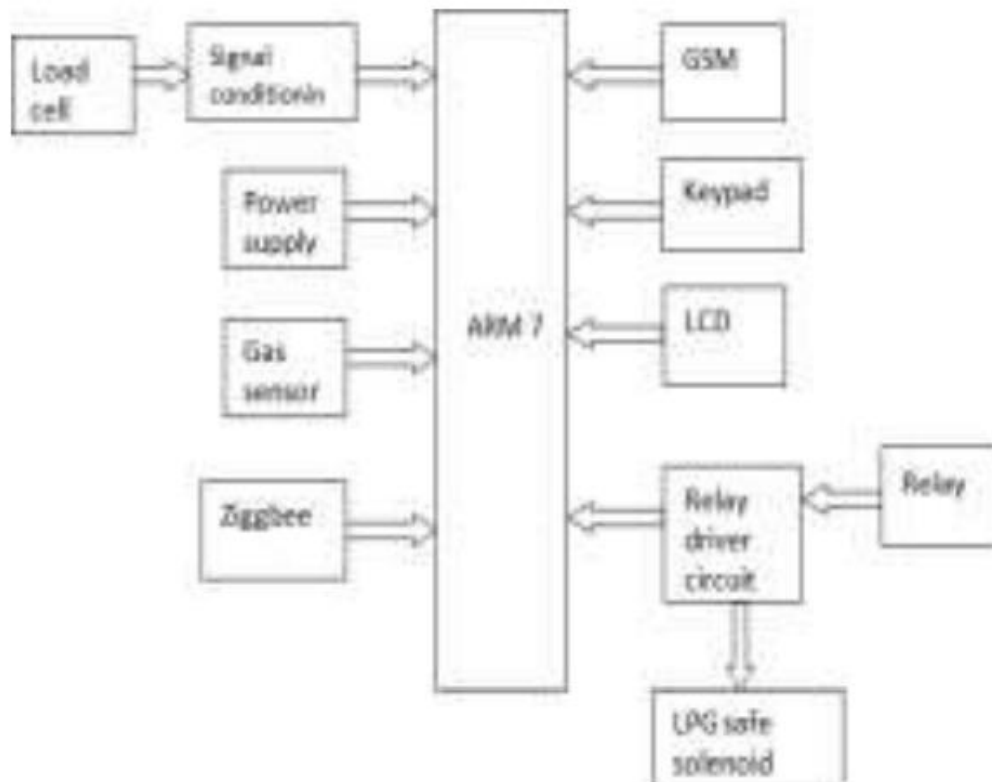 Load
cell
Signal
conditionin
Power
supply
Gas
sensor
Ziggbee
ARM 7
GSM
Keypad
LCD
Relay
driver
circuit
Relay
LPG safe
solenoid